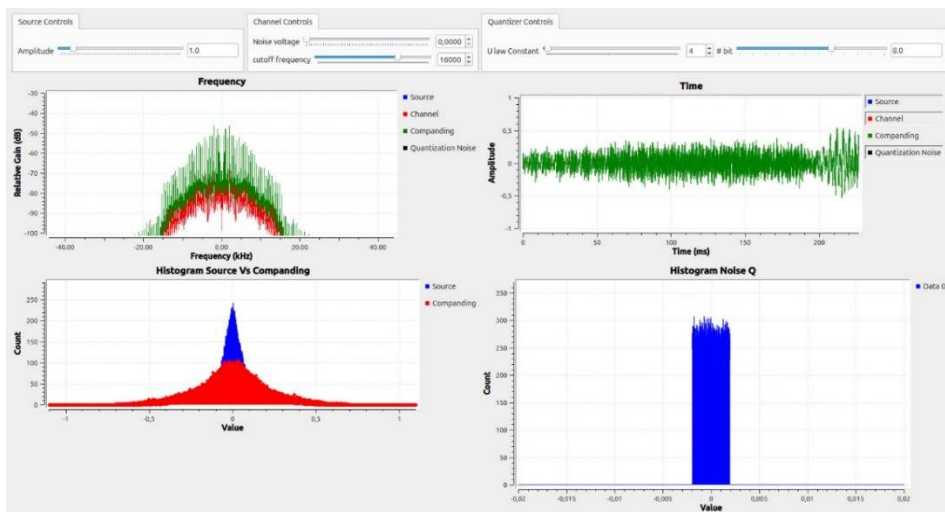 Source Controls
Amplitude
1.0
Channel Controls
Noise voltage
0,0000
cutoff frequency
16000
Quantizer Controls
U law Constant
4
# bit
8.0
Frequency
Relative Gain (dB)
-30
-40
-50
-60
-70
-80
-90
-100
-40.00
-20.00
0.00
20.00
40.00
Frequency (kHz)
Source
Channel
Companding
Quantization Noise
Time
Amplitude
1
0,5
0
-0,5
-1
0
50
100
150
200
Time (ms)
Source
Channel
Companding
Quantization Noise
Histogram Source Vs Companding
Count
250
200
150
100
50
0
-1
-0,5
0
0,5
1
Value
Source
Companding
Histogram Noise Q
Count
350
300
250
200
150
100
50
0
-0,02
-0,015
-0,01
-0,005
0
0,005
0,01
0,015
0,02
Value